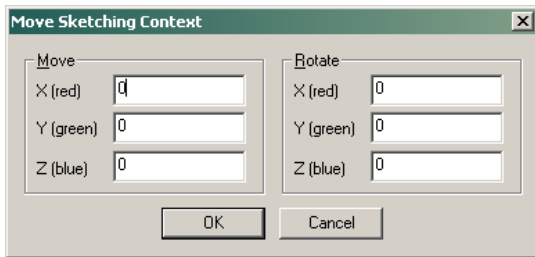 Move Sketching Context
Move
X (red) 0
Y (green) 0
Z (blue) 0
Rotate
X (red) 0
Y (green) 0
Z (blue) 0
OK Cancel